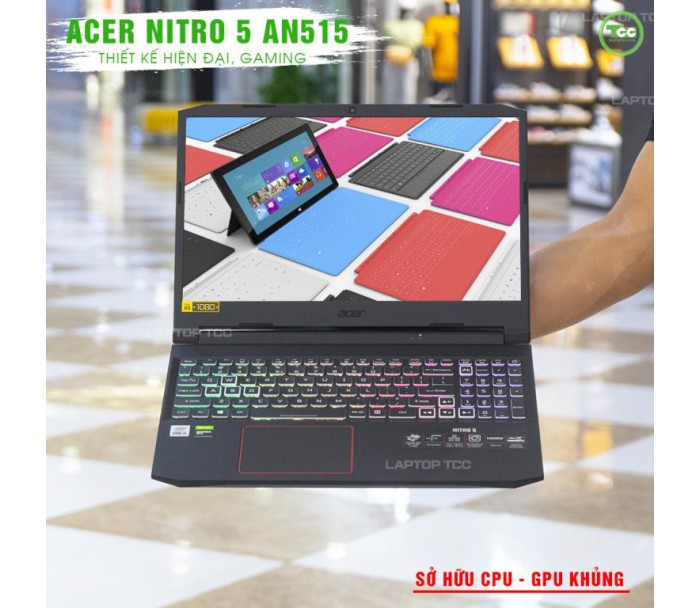 ACER NITRO 5 AN515
THIẾT KẾ HIỆN ĐẠI, GAMING
TCC
LAPTOP TCC
1080
acer
LAPTOP TCC
NITRO 5
LAPTOP TCC
SỞ HỮU CPU - GPU KHỦNG